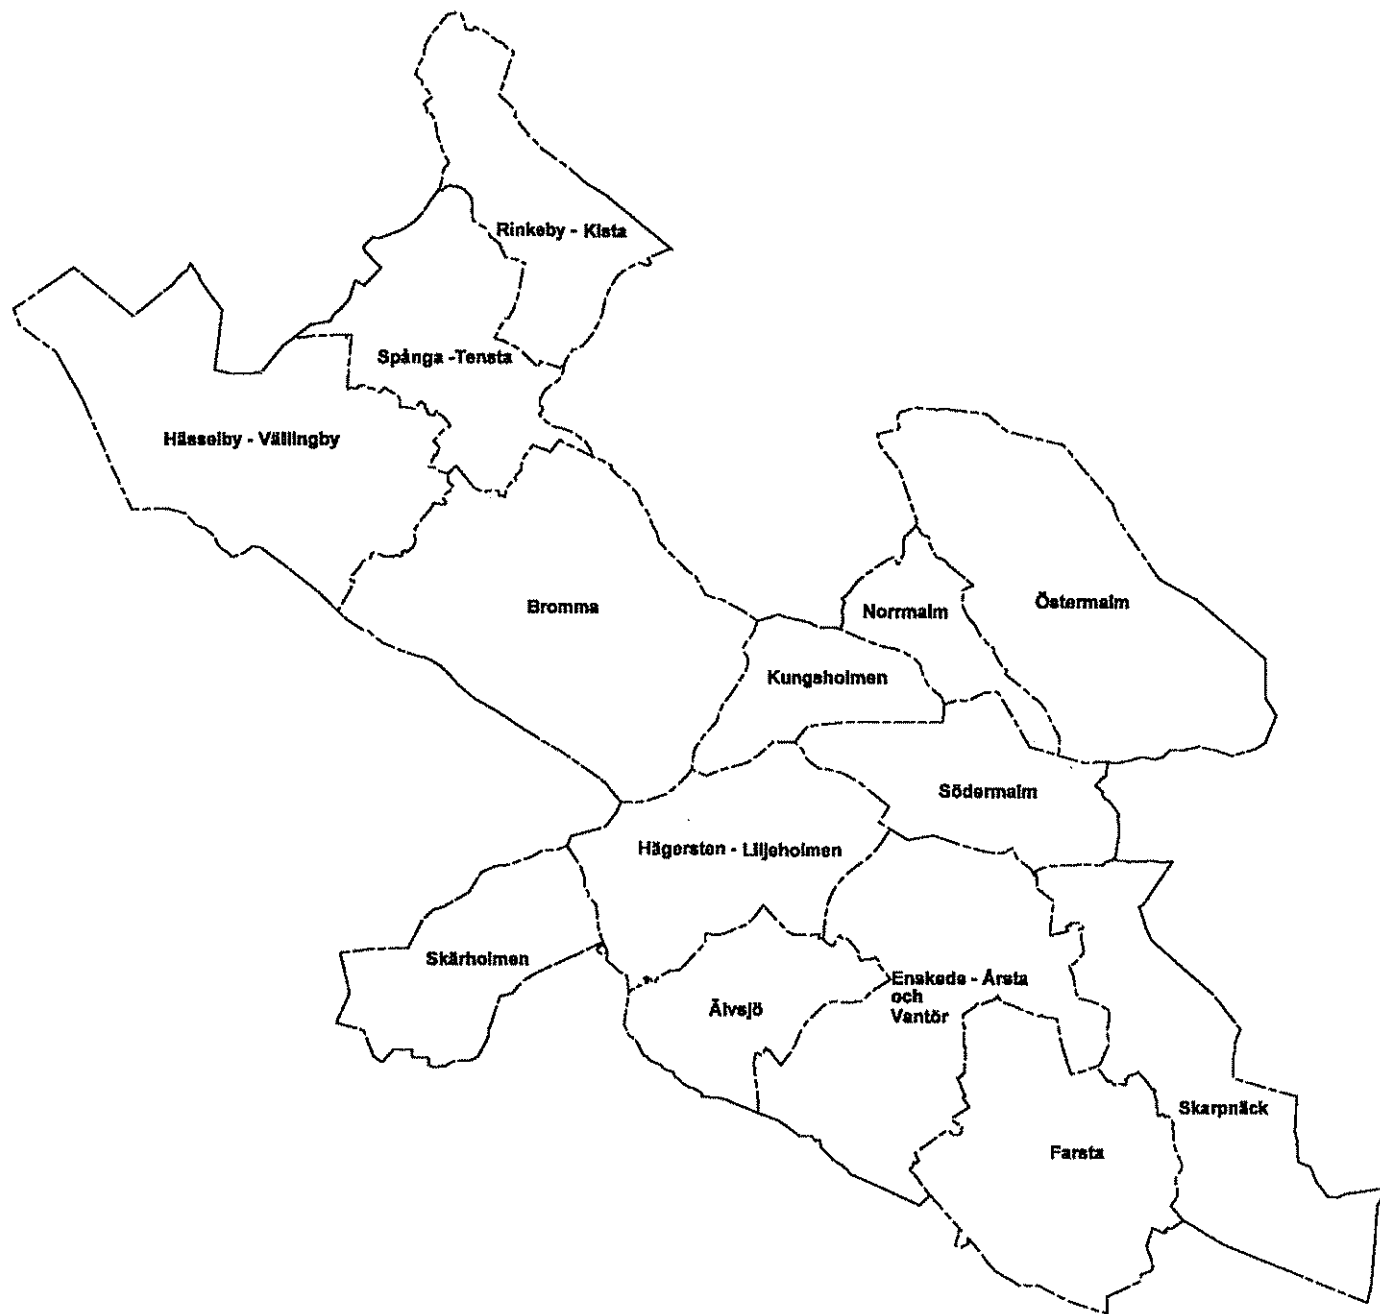 Rinkeby - Kista
Spånga -Tensta
Hässelby - Vällingby
Bromma
Norrmalm
Östermalm
Kungsholmen
Södermalm
Hägersten - Liljeholmen
Skärholmen
Älvsjö
Enskede - Årsta
och
Vantör
Skarpnäck
Farsta